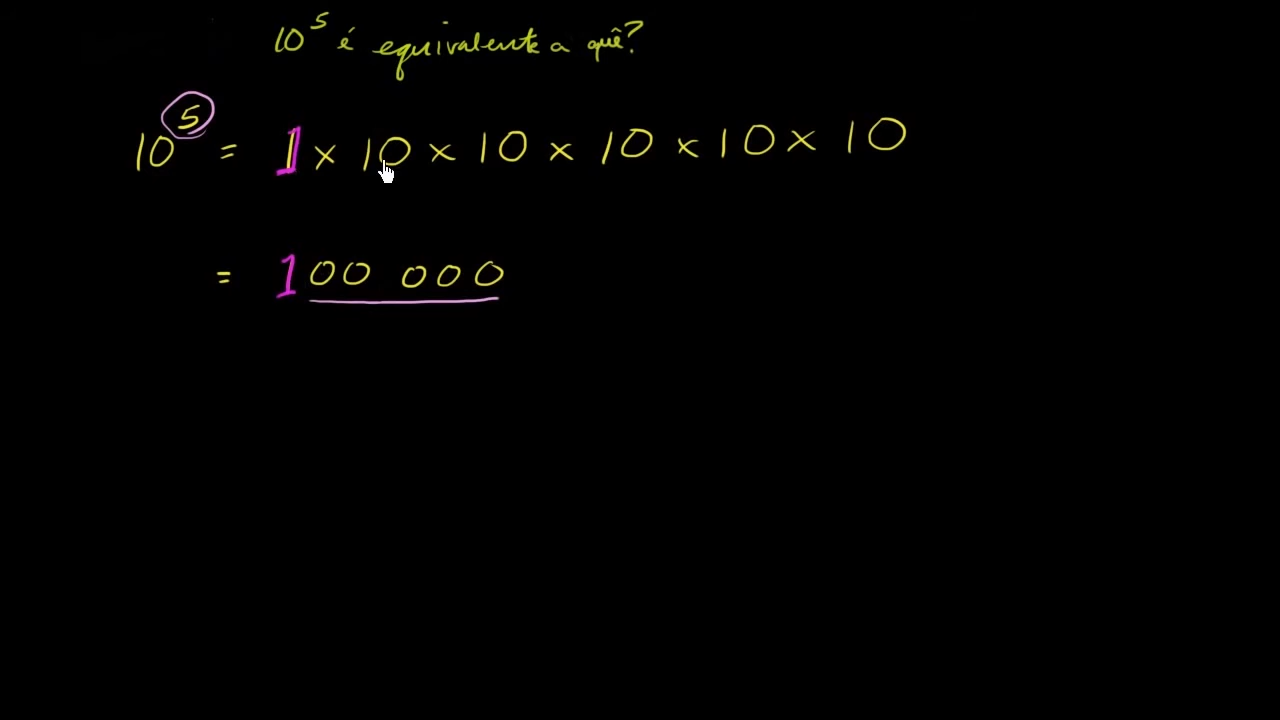 10⁵ é equivalente a quê?
10⁵ = 1 x 10 x 10 x 10 x 10 x 10
= 100 000